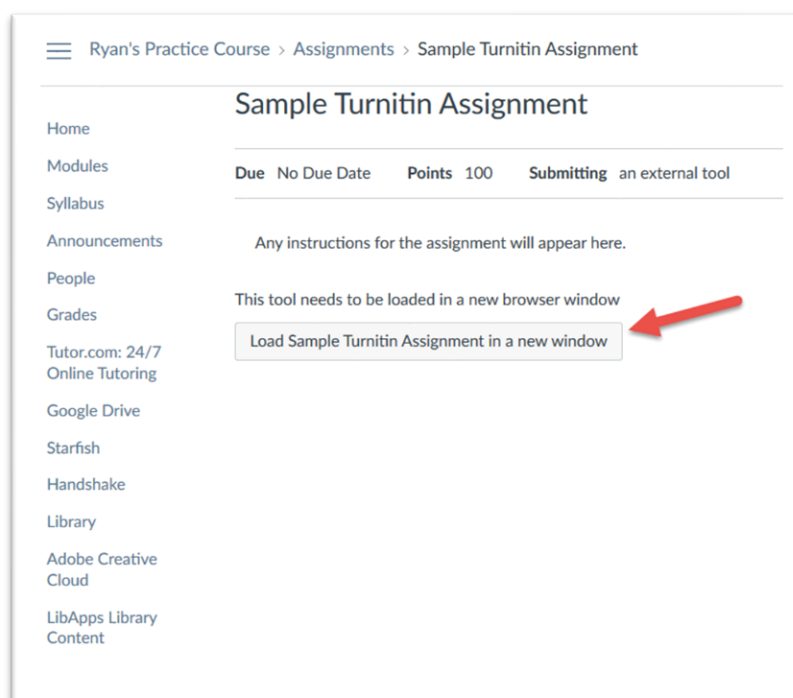 Ryan's Practice Course › Assignments › Sample Turnitin Assignment
Sample Turnitin Assignment
Home
Modules
Syllabus
Announcements
People
Grades
Tutor.com: 24/7
Online Tutoring
Google Drive
Starfish
Handshake
Library
Adobe Creative
Cloud
LibApps Library
Content
Due No Due Date Points 100 Submitting an external tool
Any instructions for the assignment will appear here.
This tool needs to be loaded in a new browser window
Load Sample Turnitin Assignment in a new window